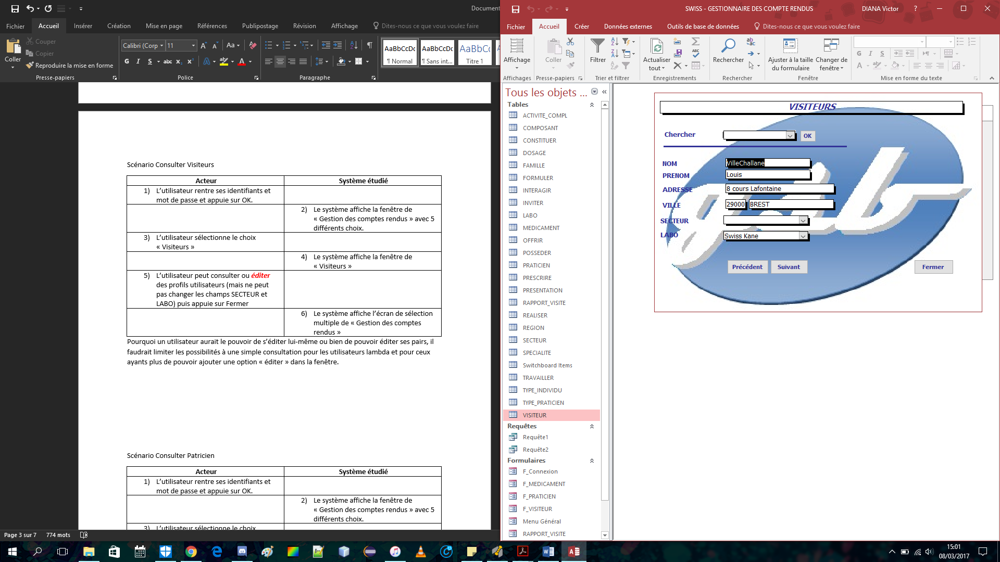 Document
Fichier Accueil Insérer Création Mise en page Références Publipostage Révision Affichage Dites-nous ce que vous voulez faire
Coller
Couper
Copier
Reproduire la mise en forme
Presse-papiers
Calibri (Corp 11
Police
Paragraphe
AaBbCcDc AaBbCcDc AaBbC
¶ Normal ¶ Sans int... Titre 1
Scénario Consulter Visiteurs
Acteur Système étudié
1) L’utilisateur rentre ses identifiants et
mot de passe et appuie sur OK.
2) Le système affiche la fenêtre de
« Gestion des comptes rendus » avec 5
différents choix.
3) L’utilisateur sélectionne le choix
« Visiteurs »
4) Le système affiche la fenêtre de
« Visiteurs »
5) L’utilisateur peut consulter ou éditer
des profils utilisateurs (mais ne peut
pas changer les champs SECTEUR et
LABO) puis appuie sur Fermer
6) Le système affiche l’écran de sélection
multiple de « Gestion des comptes
rendus »
Pourquoi un utilisateur aurait le pouvoir de s’éditer lui-même ou bien de pouvoir éditer ses pairs, il
faudrait limiter les possibilités à une simple consultation pour les utilisateurs lambda et pour ceux
ayants plus de pouvoir ajouter une option « éditer » dans la fenêtre.
Scénario Consulter Patricien
Acteur Système étudié
1) L’utilisateur rentre ses identifiants et
mot de passe et appuie sur OK.
2) Le système affiche la fenêtre de
« Gestion des comptes rendus » avec 5
différents choix.
3) L’utilisateur sélectionne le choix
Page 3 sur 7 774 mots
SWISS - GESTIONNAIRE DES COMPTE RENDUS DIANA Victor ?
Fichier Accueil Créer Données externes Outils de base de données Dites-nous ce que vous voulez faire
Affichage
Affichages
Coller
Presse-papiers
Filtrer
Trier et filtrer
Actualiser
tout
Enregistrements
Rechercher
Rechercher
Ajuster à la taille
du formulaire
Changer de
fenêtre
Fenêtre
Mise en forme du texte
Tous les objets ...
Tables
ACTIVITE_COMPL
COMPOSANT
CONSTITUER
DOSAGE
FAMILLE
FORMULER
INTERAGIR
INVITER
LABO
MEDICAMENT
OFFRIR
POSSEDER
PRATICIEN
PRESCRIRE
PRESENTATION
RAPPORT_VISITE
REALISER
REGION
SECTEUR
SPECIALITE
Switchboard Items
TRAVAILLER
TYPE_INDIVIDU
TYPE_PRATICIEN
VISITEUR
Requêtes
Requête1
Requête2
Formulaires
F_Connexion
F_MEDICAMENT
F_PRATICIEN
F_VISITEUR
Menu Général
RAPPORT_VISITE
VISITEURS
Chercher OK
NOM VilleChallane
PRENOM Louis
ADRESSE 8 cours Lafontaine
VILLE 29000 BREST
SECTEUR
LABO Swiss Kane
Précédent Suivant Fermer
gsb
15:01
08/03/2017